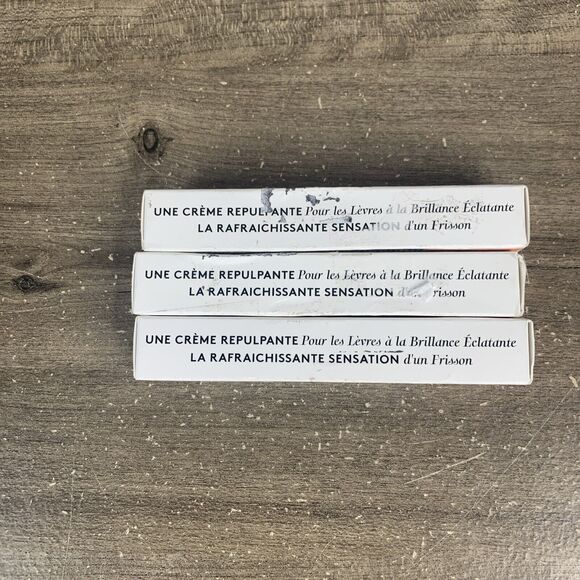 UNE CRÈME REPULPANTE Pour les Lèvres à la Brillance Éclatante
LA RAFRAICHISSANTE SENSATION d'un Frisson
UNE CRÈME REPULPANTE Pour les Lèvres à la Brillance Éclatante
LA RAFRAICHISSANTE SENSATION d'un Frisson
UNE CRÈME REPULPANTE Pour les Lèvres à la Brillance Éclatante
LA RAFRAICHISSANTE SENSATION d'un Frisson